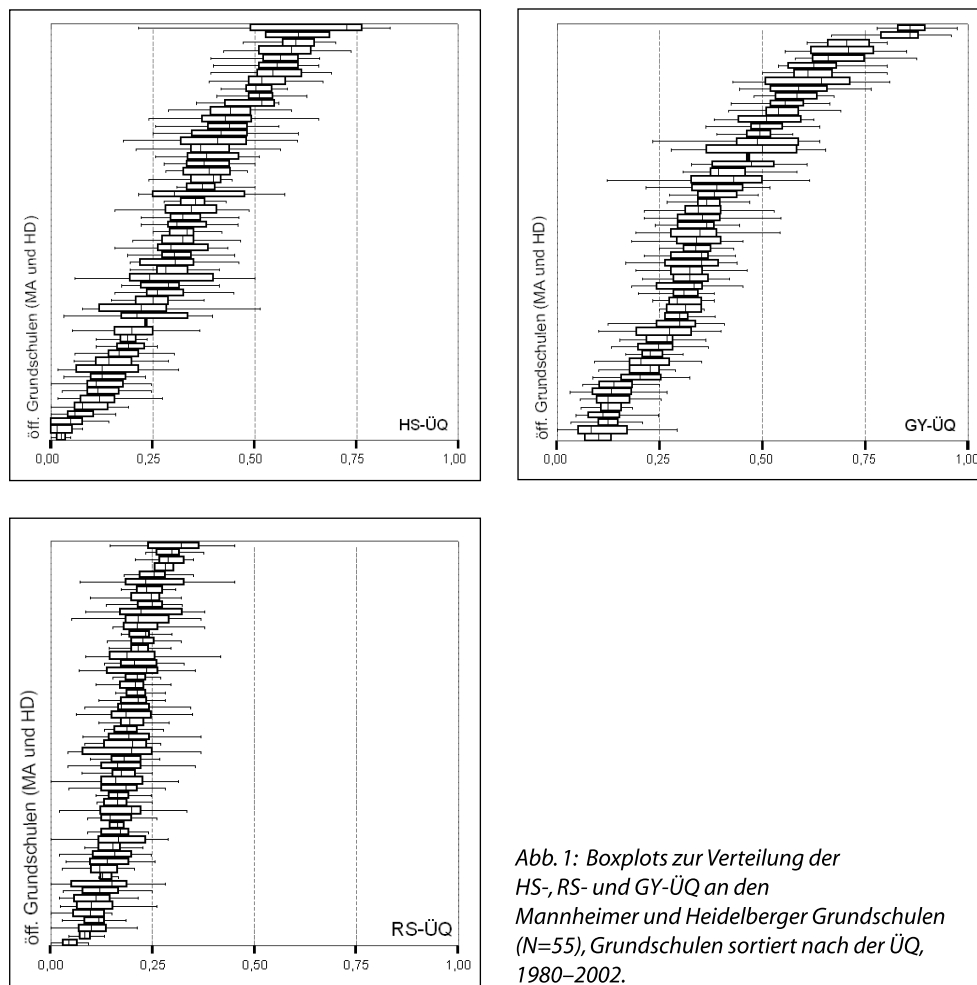 öff. Grundschulen (MA und HD)
HS-ÜQ
0,00 0,25 0,50 0,75 1,00
öff. Grundschulen (MA und HD)
GY-ÜQ
0,00 0,25 0,50 0,75 1,00
öff. Grundschulen (MA und HD)
RS-ÜQ
0,00 0,25 0,50 0,75 1,00
Abb. 1: Boxplots zur Verteilung der
HS-, RS- und GY-ÜQ an den
Mannheimer und Heidelberger Grundschulen
(N=55), Grundschulen sortiert nach der ÜQ,
1980–2002.